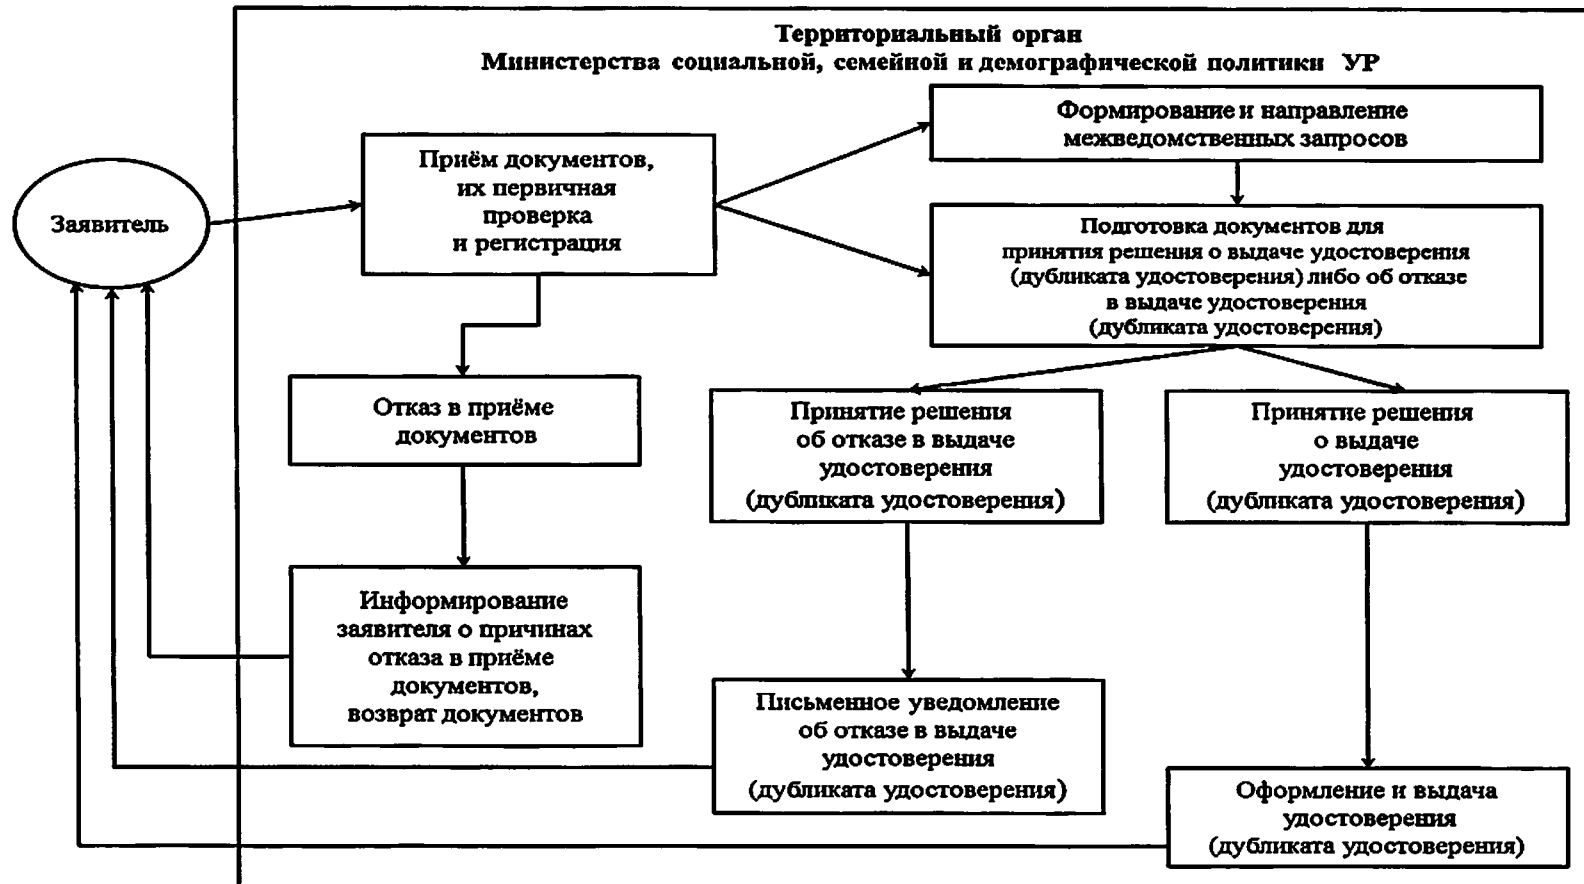 Территориальный орган
Министерства социальной, семейной и демографической политики УР
Формирование и направление
межведомственных запросов
Приём документов,
их первичная
проверка
и регистрация
Заявитель
Подготовка документов для
принятия решения о выдаче удостоверения
(дубликата удостоверения) либо об отказе
в выдаче удостоверения
(дубликата удостоверения)
Отказ в приёме
документов
Принятие решения
об отказе в выдаче
удостоверения
(дубликата удостоверения)
Принятие решения
о выдаче
удостоверения
(дубликата удостоверения)
Информирование
заявителя о причинах
отказа в приёме
документов,
возврат документов
Письменное уведомление
об отказе в выдаче
удостоверения
(дубликата удостоверения)
Оформление и выдача
удостоверения
(дубликата удостоверения)